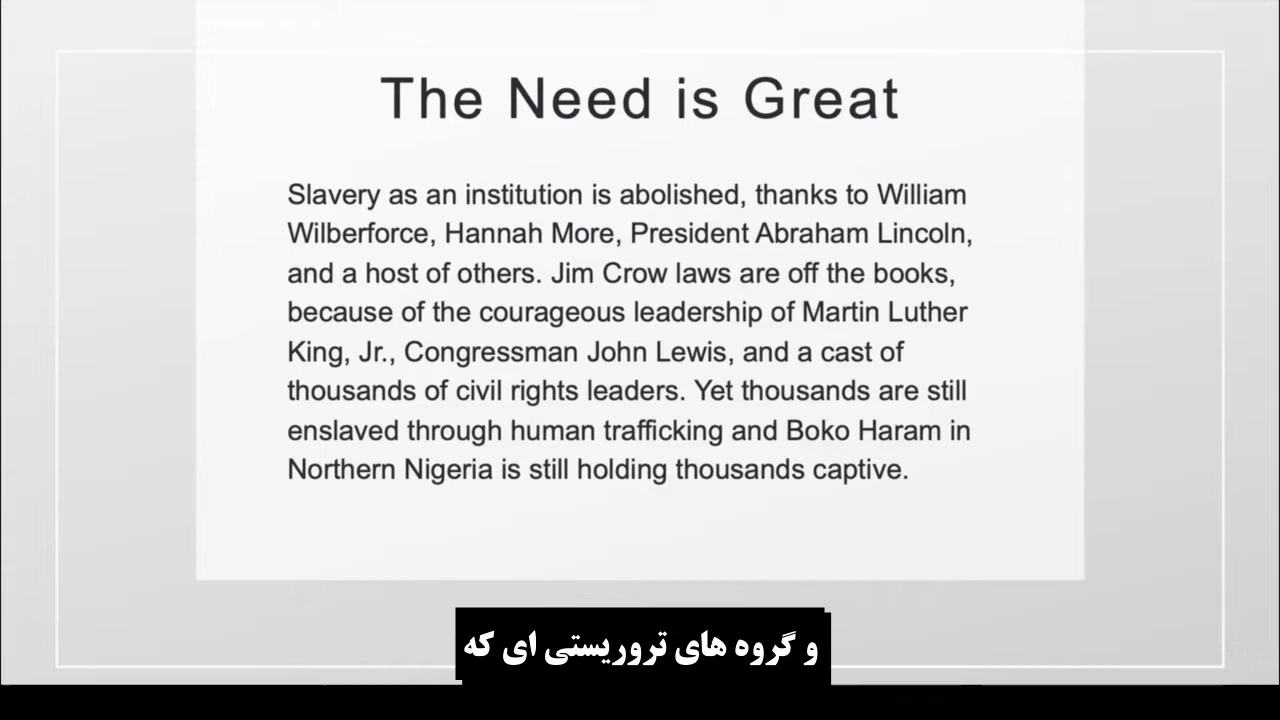 The Need is Great
Slavery as an institution is abolished, thanks to William
Wilberforce, Hannah More, President Abraham Lincoln,
and a host of others. Jim Crow laws are off the books,
because of the courageous leadership of Martin Luther
King, Jr., Congressman John Lewis, and a cast of
thousands of civil rights leaders. Yet thousands are still
enslaved through human trafficking and Boko Haram in
Northern Nigeria is still holding thousands captive.
و گروه های تروریستی ای که